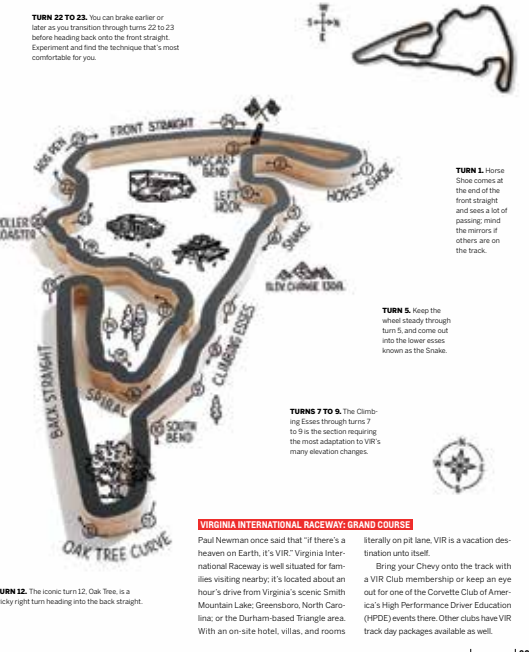 TURN 22 TO 23. You can brake earlier or
later as you transition through turns 22 to 23
before heading back onto the front straight.
Experiment and find the technique that's most
comfortable for you.
W
S
N
E
FRONT STRAIGHT
HOG PEN
NASCAR
BEND
LEFT
HOOK
HORSE SHOE
SNAKE
OLLER
OASTER
ELEV. CHANGE 130ft.
CLIMBING ESSES
BACK STRAIGHT
SPIRAL
SOUTH
BEND
OAK TREE CURVE
TURN 1. Horse
Shoe comes at
the end of the
front straight
and sees a lot of
passing; mind
the mirrors if
others are on
the track.
TURN 5. Keep the
wheel steady through
turn 5, and come out
into the lower esses
known as the Snake.
TURNS 7 TO 9. The Climb-
ing Esses through turns 7
to 9 is the section requiring
the most adaptation to VIR's
many elevation changes.
N
W
E
S
URN 12. The iconic turn 12, Oak Tree, is a
icky right turn heading into the back straight.
VIRGINIA INTERNATIONAL RACEWAY: GRAND COURSE
Paul Newman once said that "if there's a
heaven on Earth, it's VIR." Virginia Inter-
national Raceway is well situated for fam-
ilies visiting nearby; it's located about an
hour's drive from Virginia's scenic Smith
Mountain Lake; Greensboro, North Caro-
lina; or the Durham-based Triangle area.
With an on-site hotel, villas, and rooms
literally on pit lane, VIR is a vacation des-
tination unto itself.
Bring your Chevy onto the track with
a VIR Club membership or keep an eye
out for one of the Corvette Club of Amer-
ica's High Performance Driver Education
(HPDE) events there. Other clubs have VIR
track day packages available as well.